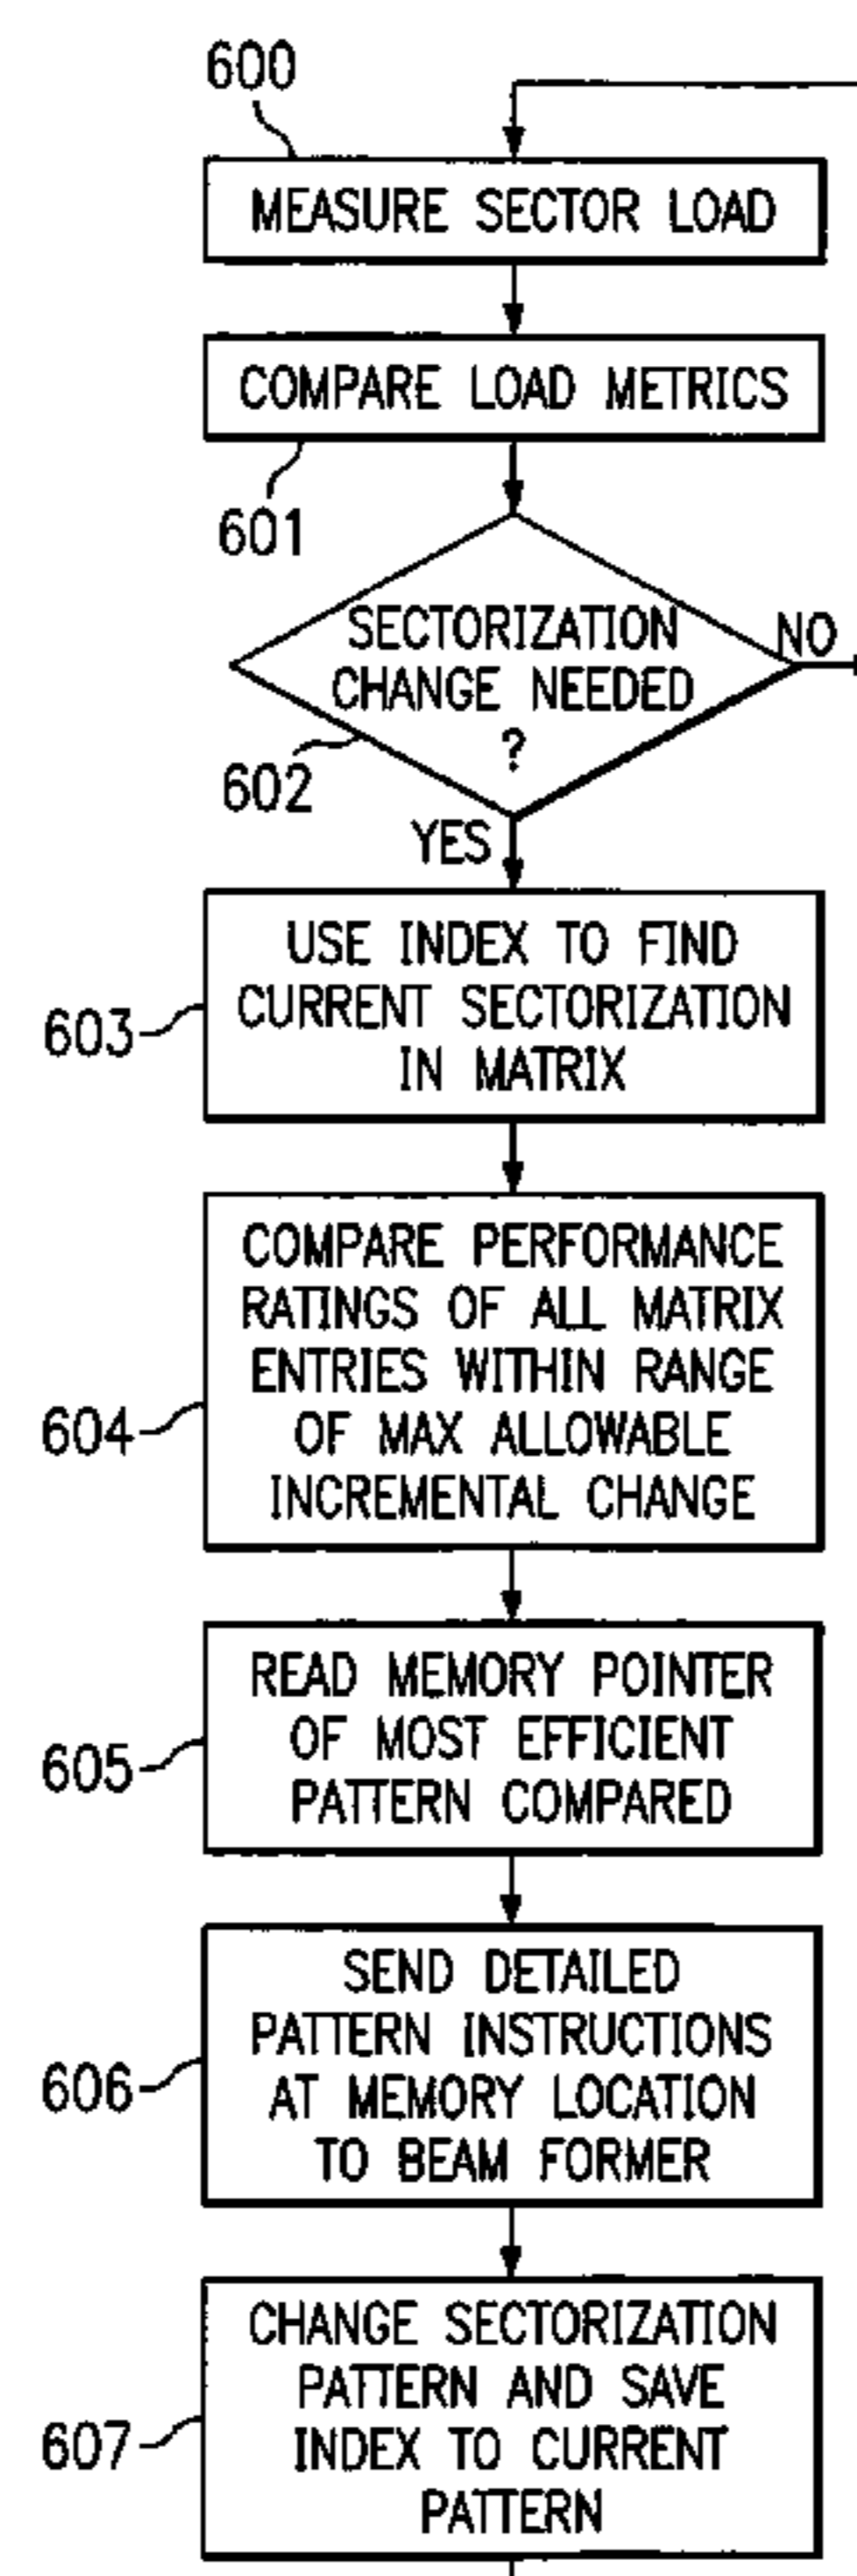 600
MEASURE SECTOR LOAD
COMPARE LOAD METRICS
601
SECTORIZATION
CHANGE NEEDED
?
NO
602
YES
USE INDEX TO FIND
CURRENT SECTORIZATION
IN MATRIX
603
COMPARE PERFORMANCE
RATINGS OF ALL MATRIX
ENTRIES WITHIN RANGE
OF MAX ALLOWABLE
INCREMENTAL CHANGE
604
READ MEMORY POINTER
OF MOST EFFICIENT
PATTERN COMPARED
605
SEND DETAILED
PATTERN INSTRUCTIONS
AT MEMORY LOCATION
TO BEAM FORMER
606
CHANGE SECTORIZATION
PATTERN AND SAVE
INDEX TO CURRENT
PATTERN
607